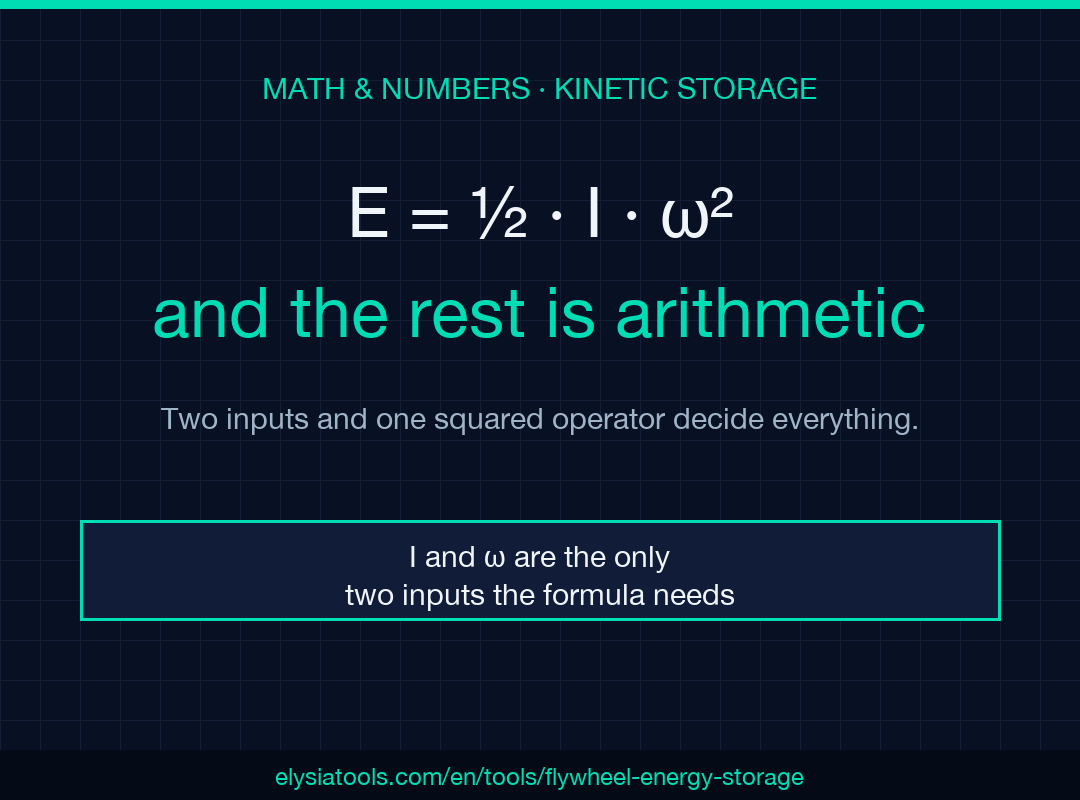 MATH & NUMBERS · KINETIC STORAGE
E = ½ · I · ω²
and the rest is arithmetic
Two inputs and one squared operator decide everything.
I and ω are the only
two inputs the formula needs
elysiatools.com/en/tools/flywheel-energy-storage